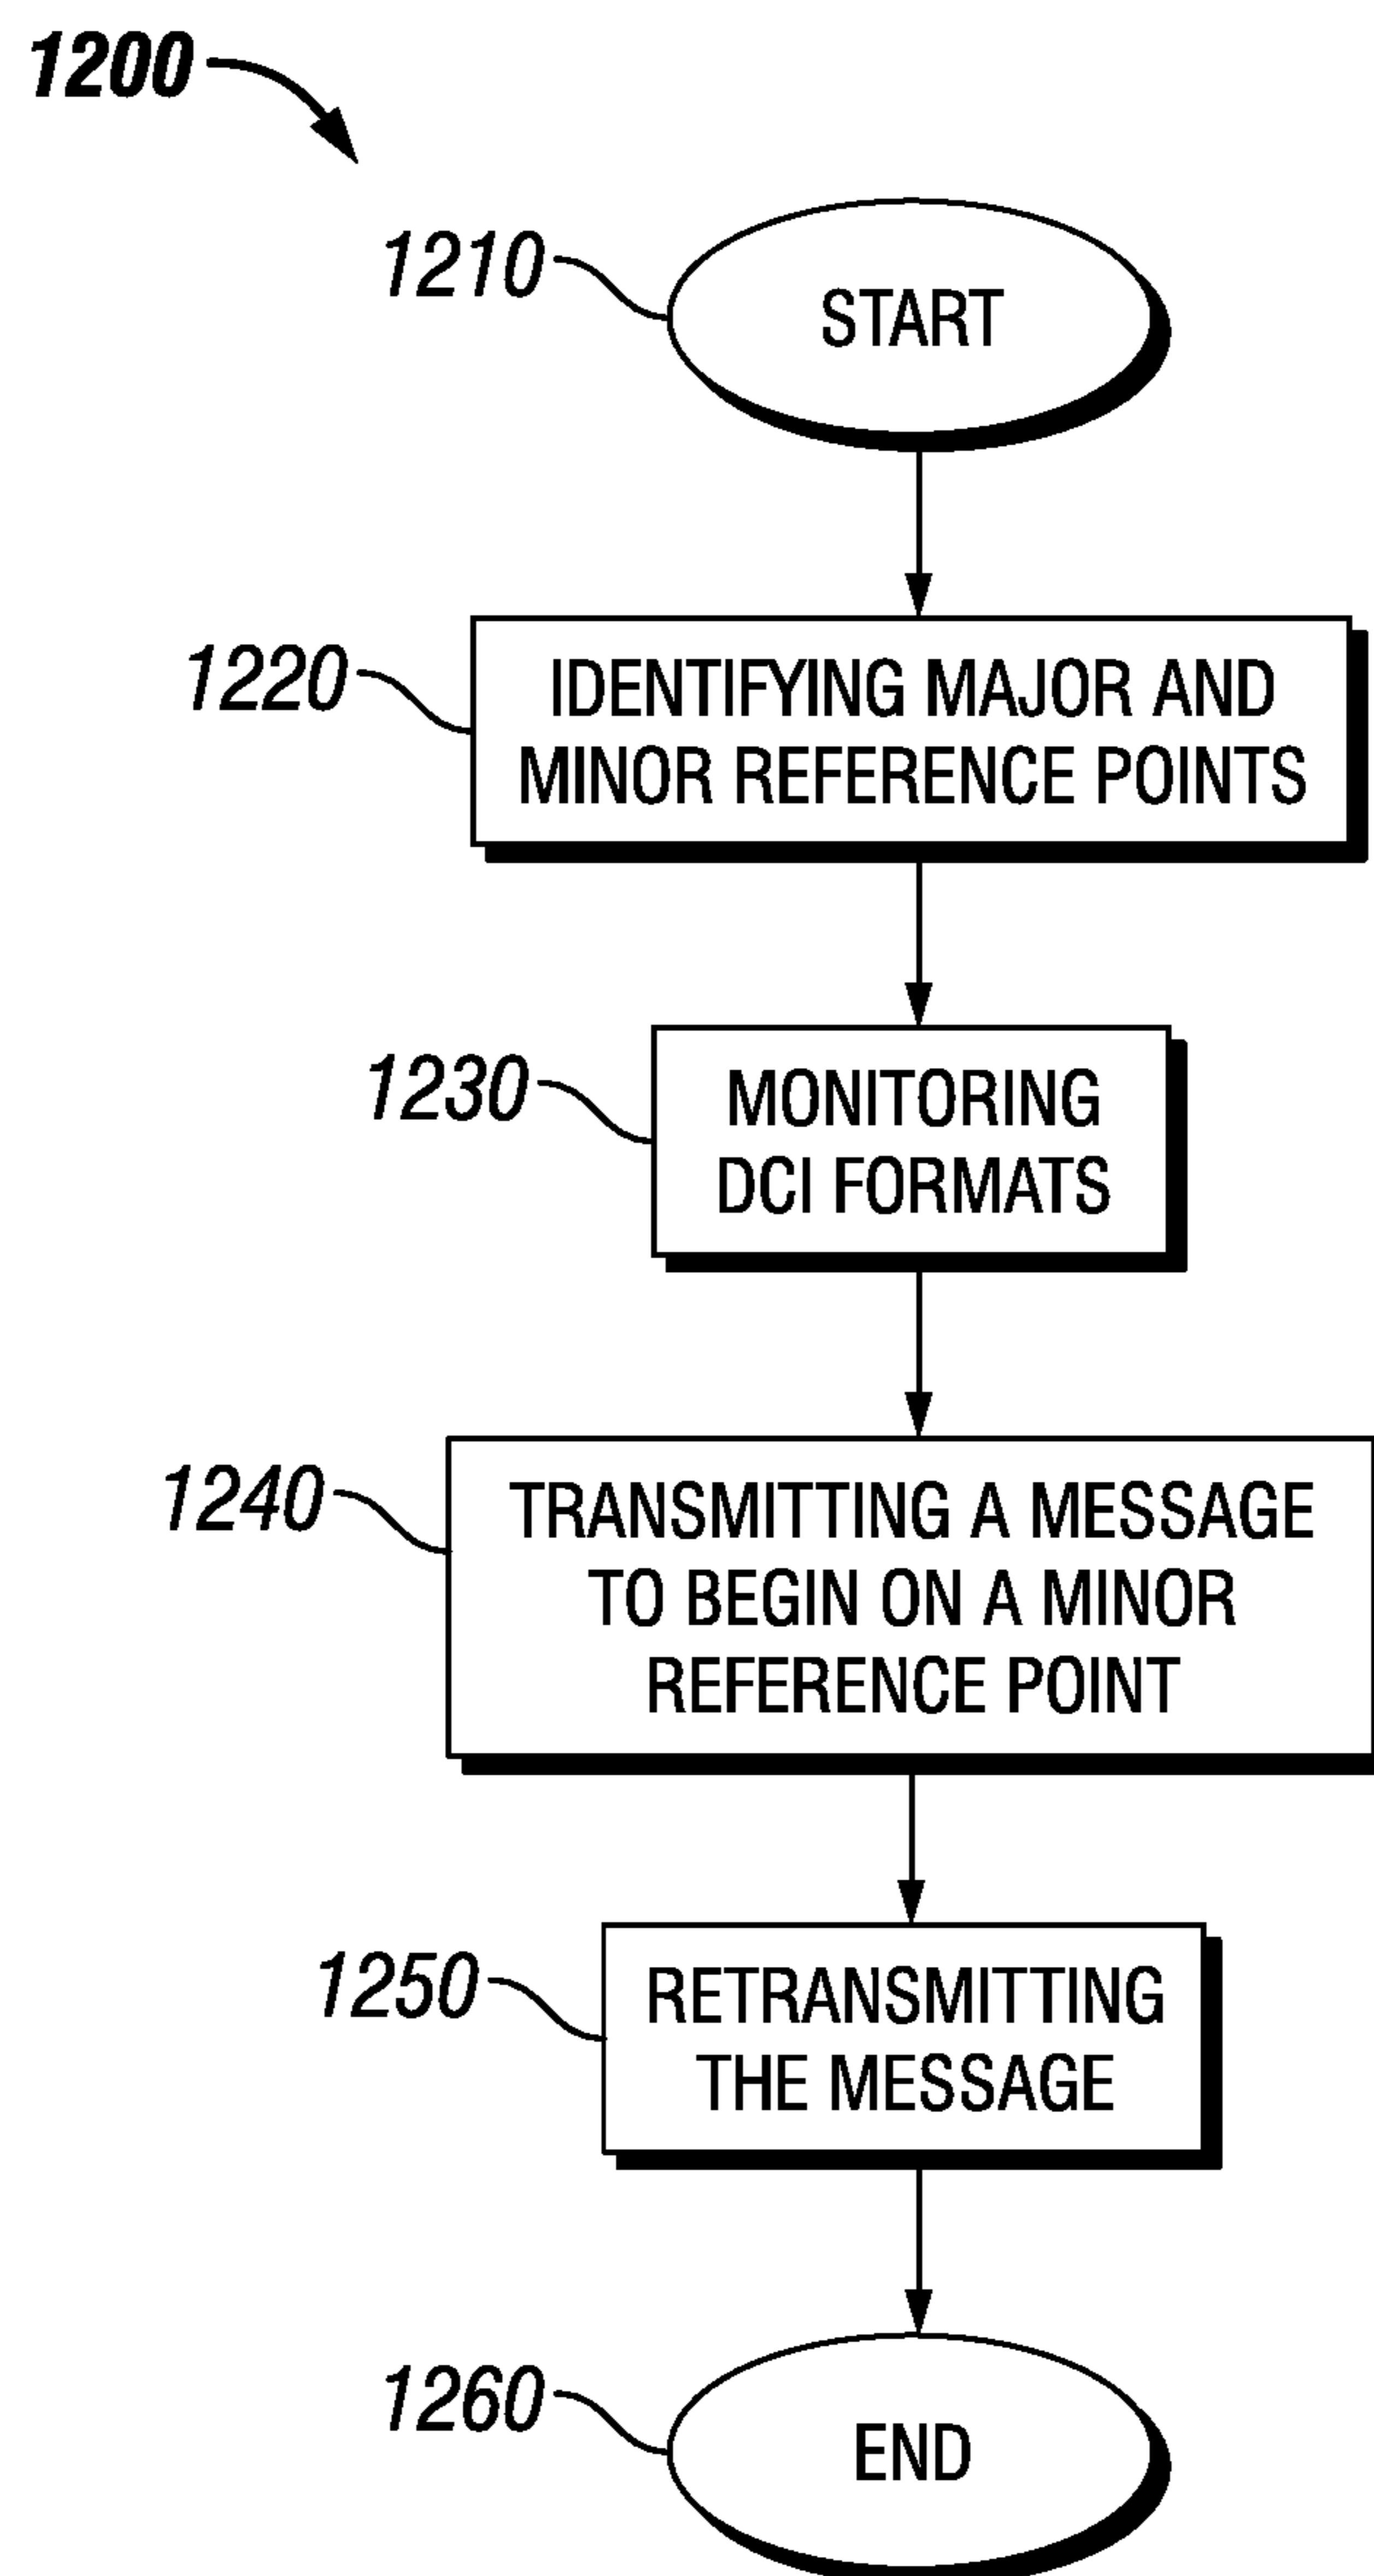 1200
1210
START
1220
IDENTIFYING MAJOR AND
MINOR REFERENCE POINTS
1230
MONITORING
DCI FORMATS
1240
TRANSMITTING A MESSAGE
TO BEGIN ON A MINOR
REFERENCE POINT
1250
RETRANSMITTING
THE MESSAGE
1260
END